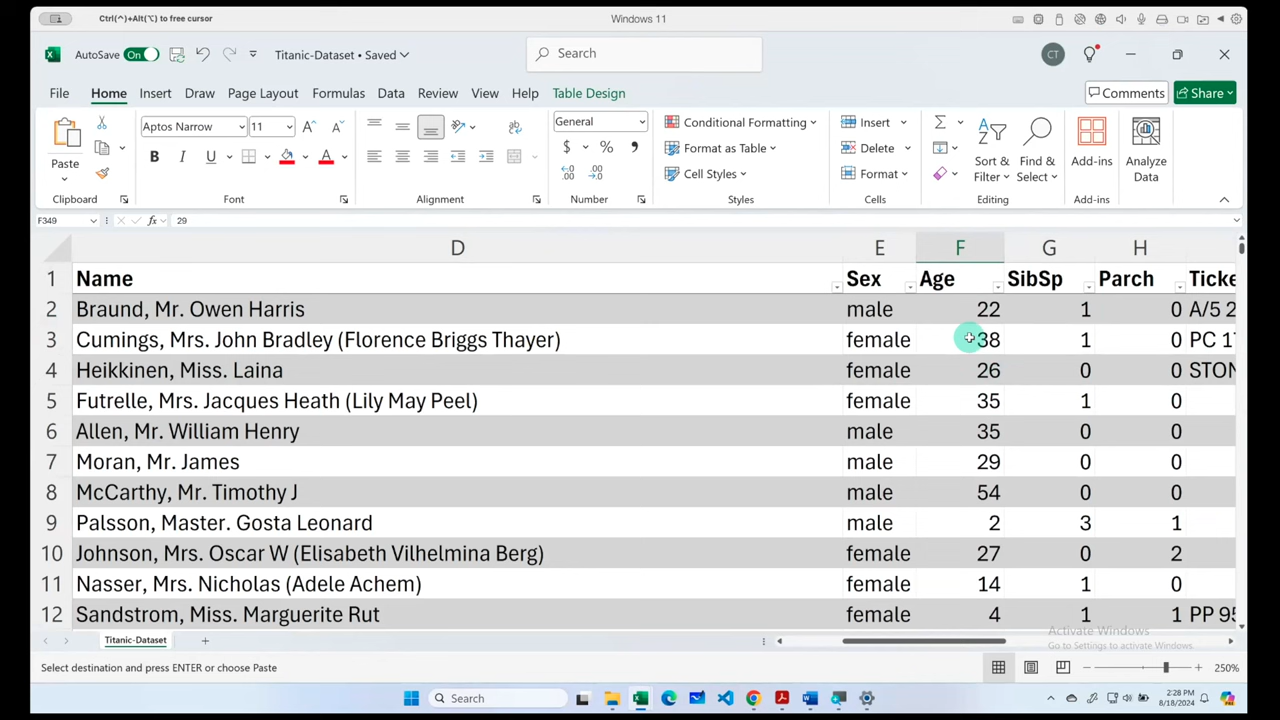 Ctrl(^)+Alt(⌥) to free cursor
Windows 11
AutoSave On
Titanic-Dataset • Saved
Search
CT
File Home Insert Draw Page Layout Formulas Data Review View Help Table Design
Comments
Share
Paste
Clipboard
Aptos Narrow 11
B I U
Font
Alignment
General
$ % ,
Number
Conditional Formatting
Format as Table
Cell Styles
Styles
Insert
Delete
Format
Cells
Sort & Filter
Find & Select
Editing
Add-ins
Add-ins
Analyze Data
F349 fx 29
D E F G H
1 Name Sex Age SibSp Parch Ticke
2 Braund, Mr. Owen Harris male 22 1 0 A/5 2
3 Cumings, Mrs. John Bradley (Florence Briggs Thayer) female 38 1 0 PC 17
4 Heikkinen, Miss. Laina female 26 0 0 STON
5 Futrelle, Mrs. Jacques Heath (Lily May Peel) female 35 1 0
6 Allen, Mr. William Henry male 35 0 0
7 Moran, Mr. James male 29 0 0
8 McCarthy, Mr. Timothy J male 54 0 0
9 Palsson, Master. Gosta Leonard male 2 3 1
10 Johnson, Mrs. Oscar W (Elisabeth Vilhelmina Berg) female 27 0 2
11 Nasser, Mrs. Nicholas (Adele Achem) female 14 1 0
12 Sandstrom, Miss. Marguerite Rut female 4 1 1 PP 95
Activate Windows
Go to Settings to activate Windows.
Titanic-Dataset
Select destination and press ENTER or choose Paste
250%
Search
2:28 PM
8/18/2024